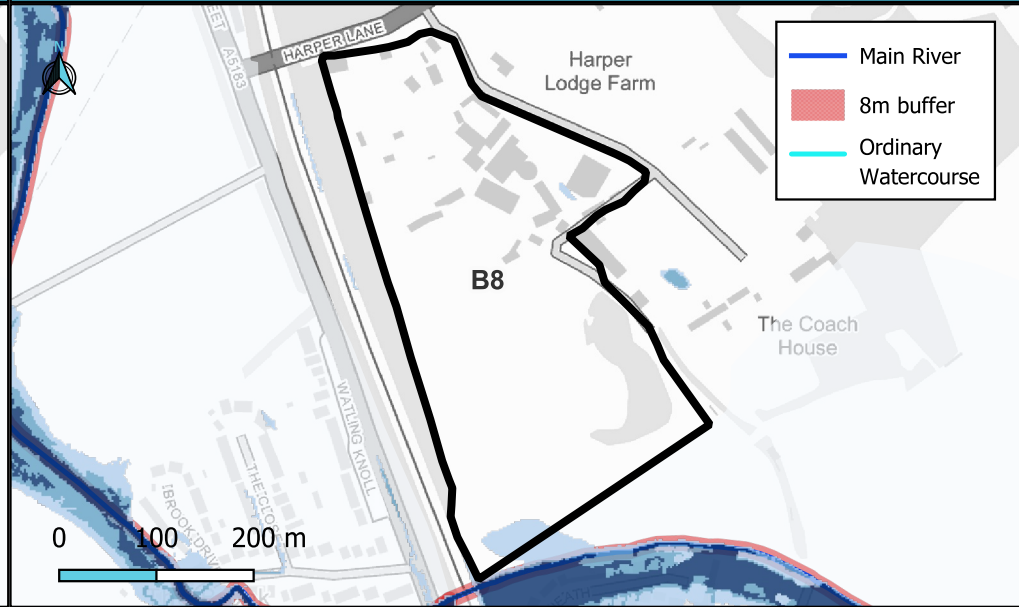 N
HARPER LANE
A5183
Harper
Lodge Farm
Main River
8m buffer
Ordinary
Watercourse
B8
The Coach
House
WATLING KNOLL
0 100 200 m